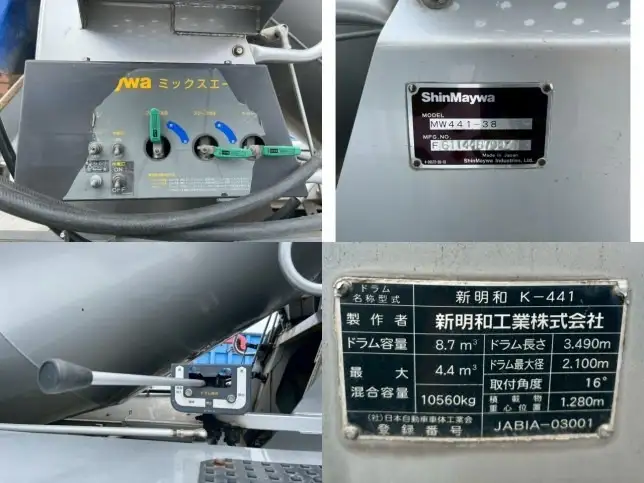 ywa ミックスエー
ON
OFF
ShinMaywa
MODEL
MW441-38
MFG.NO.
Made in Japan
ShinMaywa Industries, Ltd.
ドラム名称型式 新明和 K-441
製作者 新明和工業株式会社
ドラム容量 8.7 m³ ドラム長さ 3.490m
最大混合容量 4.4 m³ ドラム最大径 2.100m
10560kg 取付角度 16°
積載物重心位置 1.280m
(社)日本自動車車体工業会
登録番号 JABIA-03001